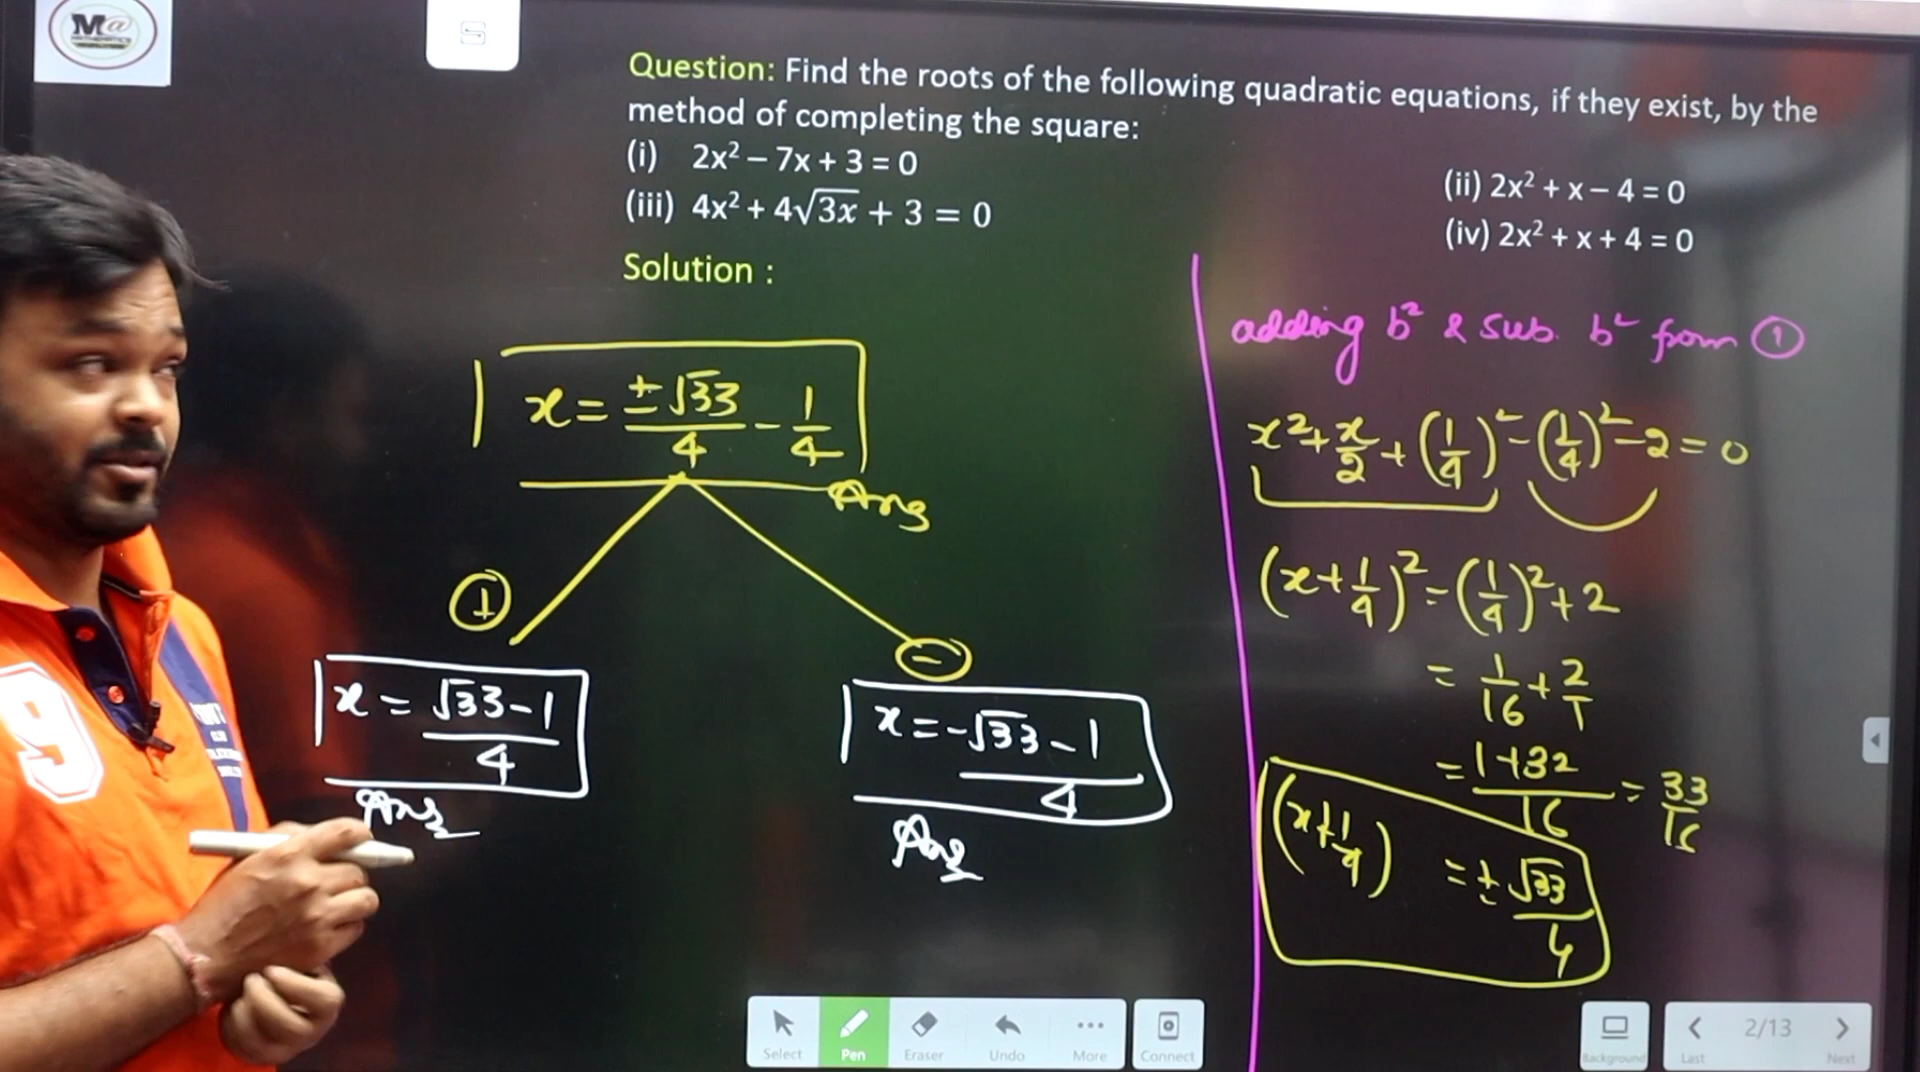 M@
MATHEMATICS
S
Question: Find the roots of the following quadratic equations, if they exist, by the
method of completing the square:
(i) 2x² – 7x + 3 = 0
(ii) 2x² + x – 4 = 0
(iii) 4x² + 4√3x + 3 = 0
(iv) 2x² + x + 4 = 0
Solution :
x = ±√33/4 - 1/4
Ans
+
-
x = √33-1/4
Ans
x = -√33-1/4
Ans
adding b² & sub. b² from ①
x² + x/2 + (1/4)² - (1/4)² - 2 = 0
(x+1/4)² = (1/4)² + 2
= 1/16 + 2/1
= 1+32/16 = 33/16
(x+1/4) = ± √33/4
9
Select
Pen
Eraser
Undo
More
Connect
Background
Last
2/13
Next